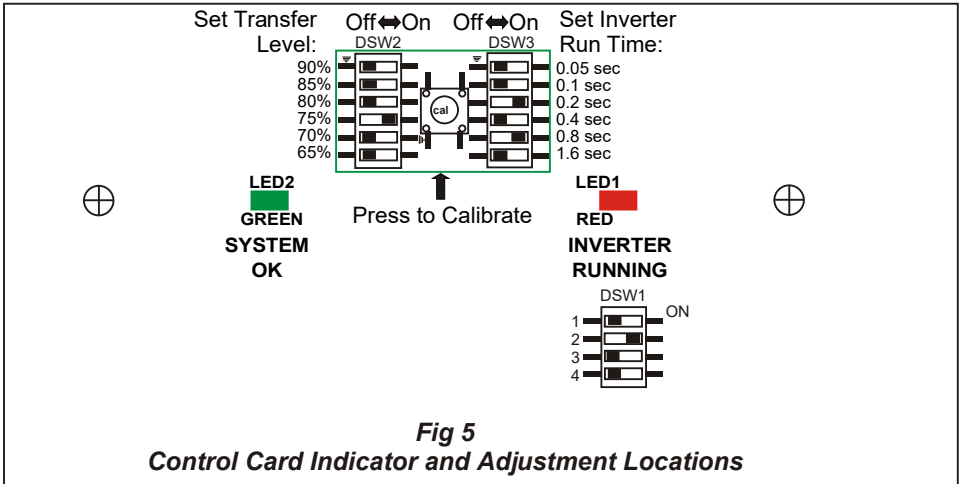 Set Transfer Level:
Off⬌On
Off⬌On
Set Inverter Run Time:
DSW2
DSW3
90%
85%
80%
75%
70%
65%
cal
0.05 sec
0.1 sec
0.2 sec
0.4 sec
0.8 sec
1.6 sec
Press to Calibrate
LED2
GREEN
SYSTEM
OK
LED1
RED
INVERTER
RUNNING
DSW1
ON
1
2
3
4
Fig 5
Control Card Indicator and Adjustment Locations